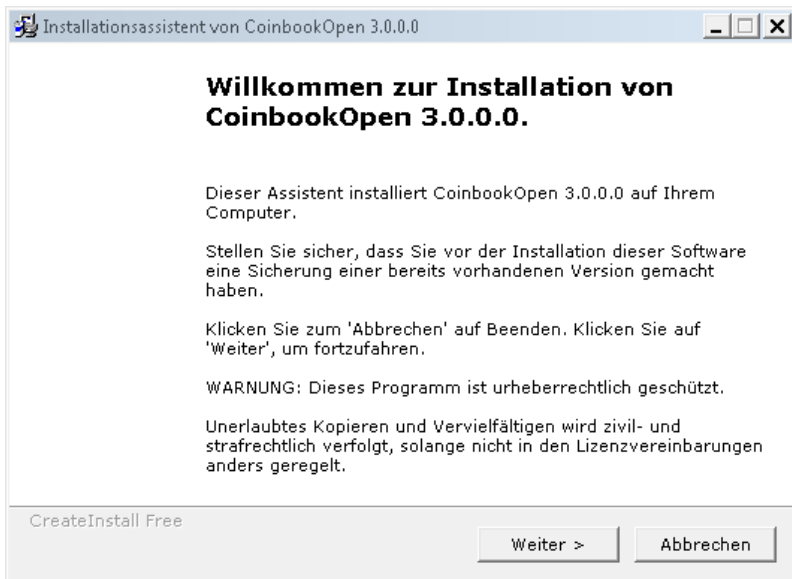 Installationsassistent von CoinbookOpen 3.0.0.0
Willkommen zur Installation von
CoinbookOpen 3.0.0.0.
Dieser Assistent installiert CoinbookOpen 3.0.0.0 auf Ihrem
Computer.
Stellen Sie sicher, dass Sie vor der Installation dieser Software
eine Sicherung einer bereits vorhandenen Version gemacht
haben.
Klicken Sie zum 'Abbrechen' auf Beenden. Klicken Sie auf
'Weiter', um fortzufahren.
WARNUNG: Dieses Programm ist urheberrechtlich geschützt.
Unerlaubtes Kopieren und Vervielfältigen wird zivil- und
strafrechtlich verfolgt, solange nicht in den Lizenzvereinbarungen
anders geregelt.
CreateInstall Free
Weiter >
Abbrechen